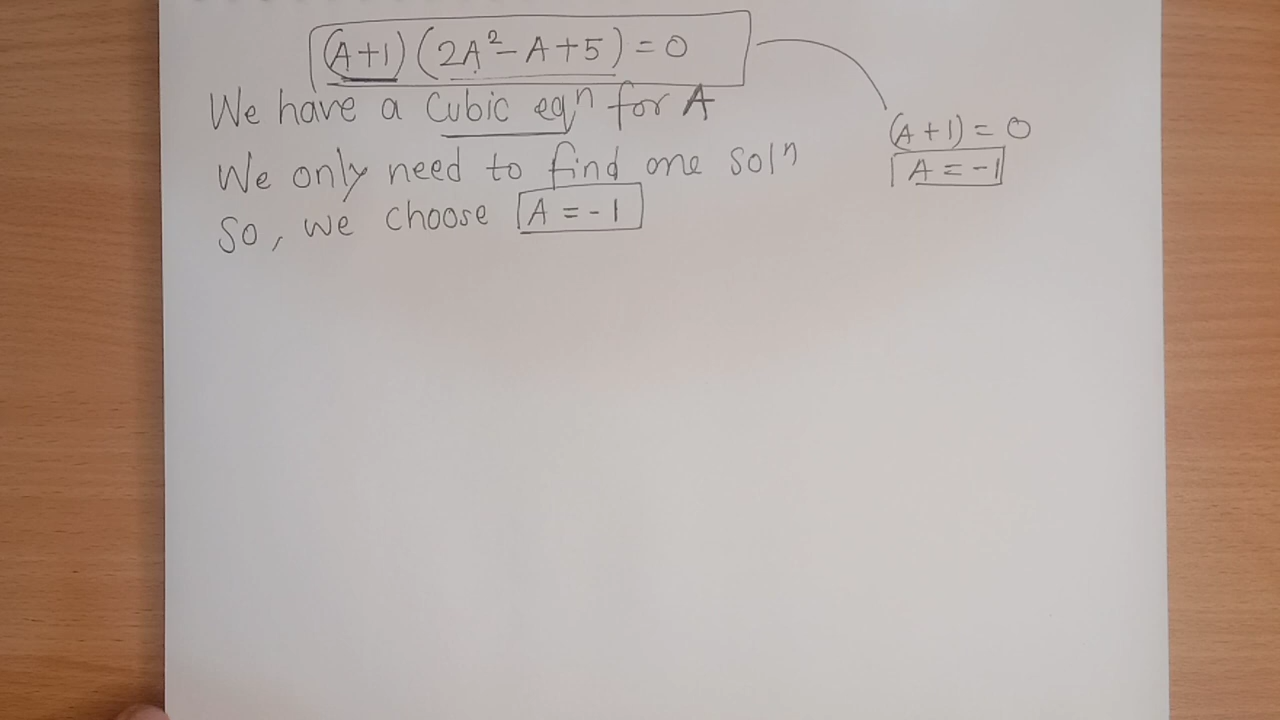 (A+1)(2A²-A+5)=0
We have a Cubic eqⁿ for A
(A+1)=0
A=-1
We only need to find one solⁿ
So, we choose A=-1